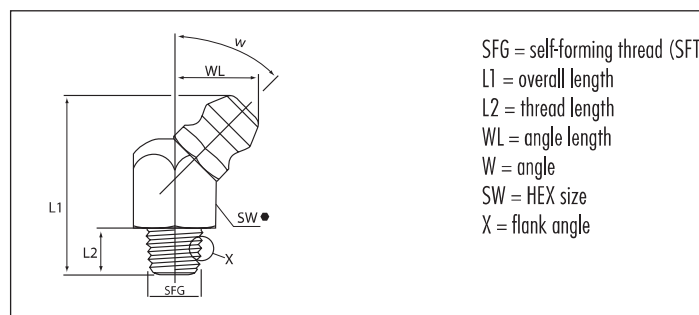 w
WL
L1
SW
L2
X
SFG
SFG = self-forming thread (SFT
L1 = overall length
L2 = thread length
WL = angle length
W = angle
SW = HEX size
X = flank angle